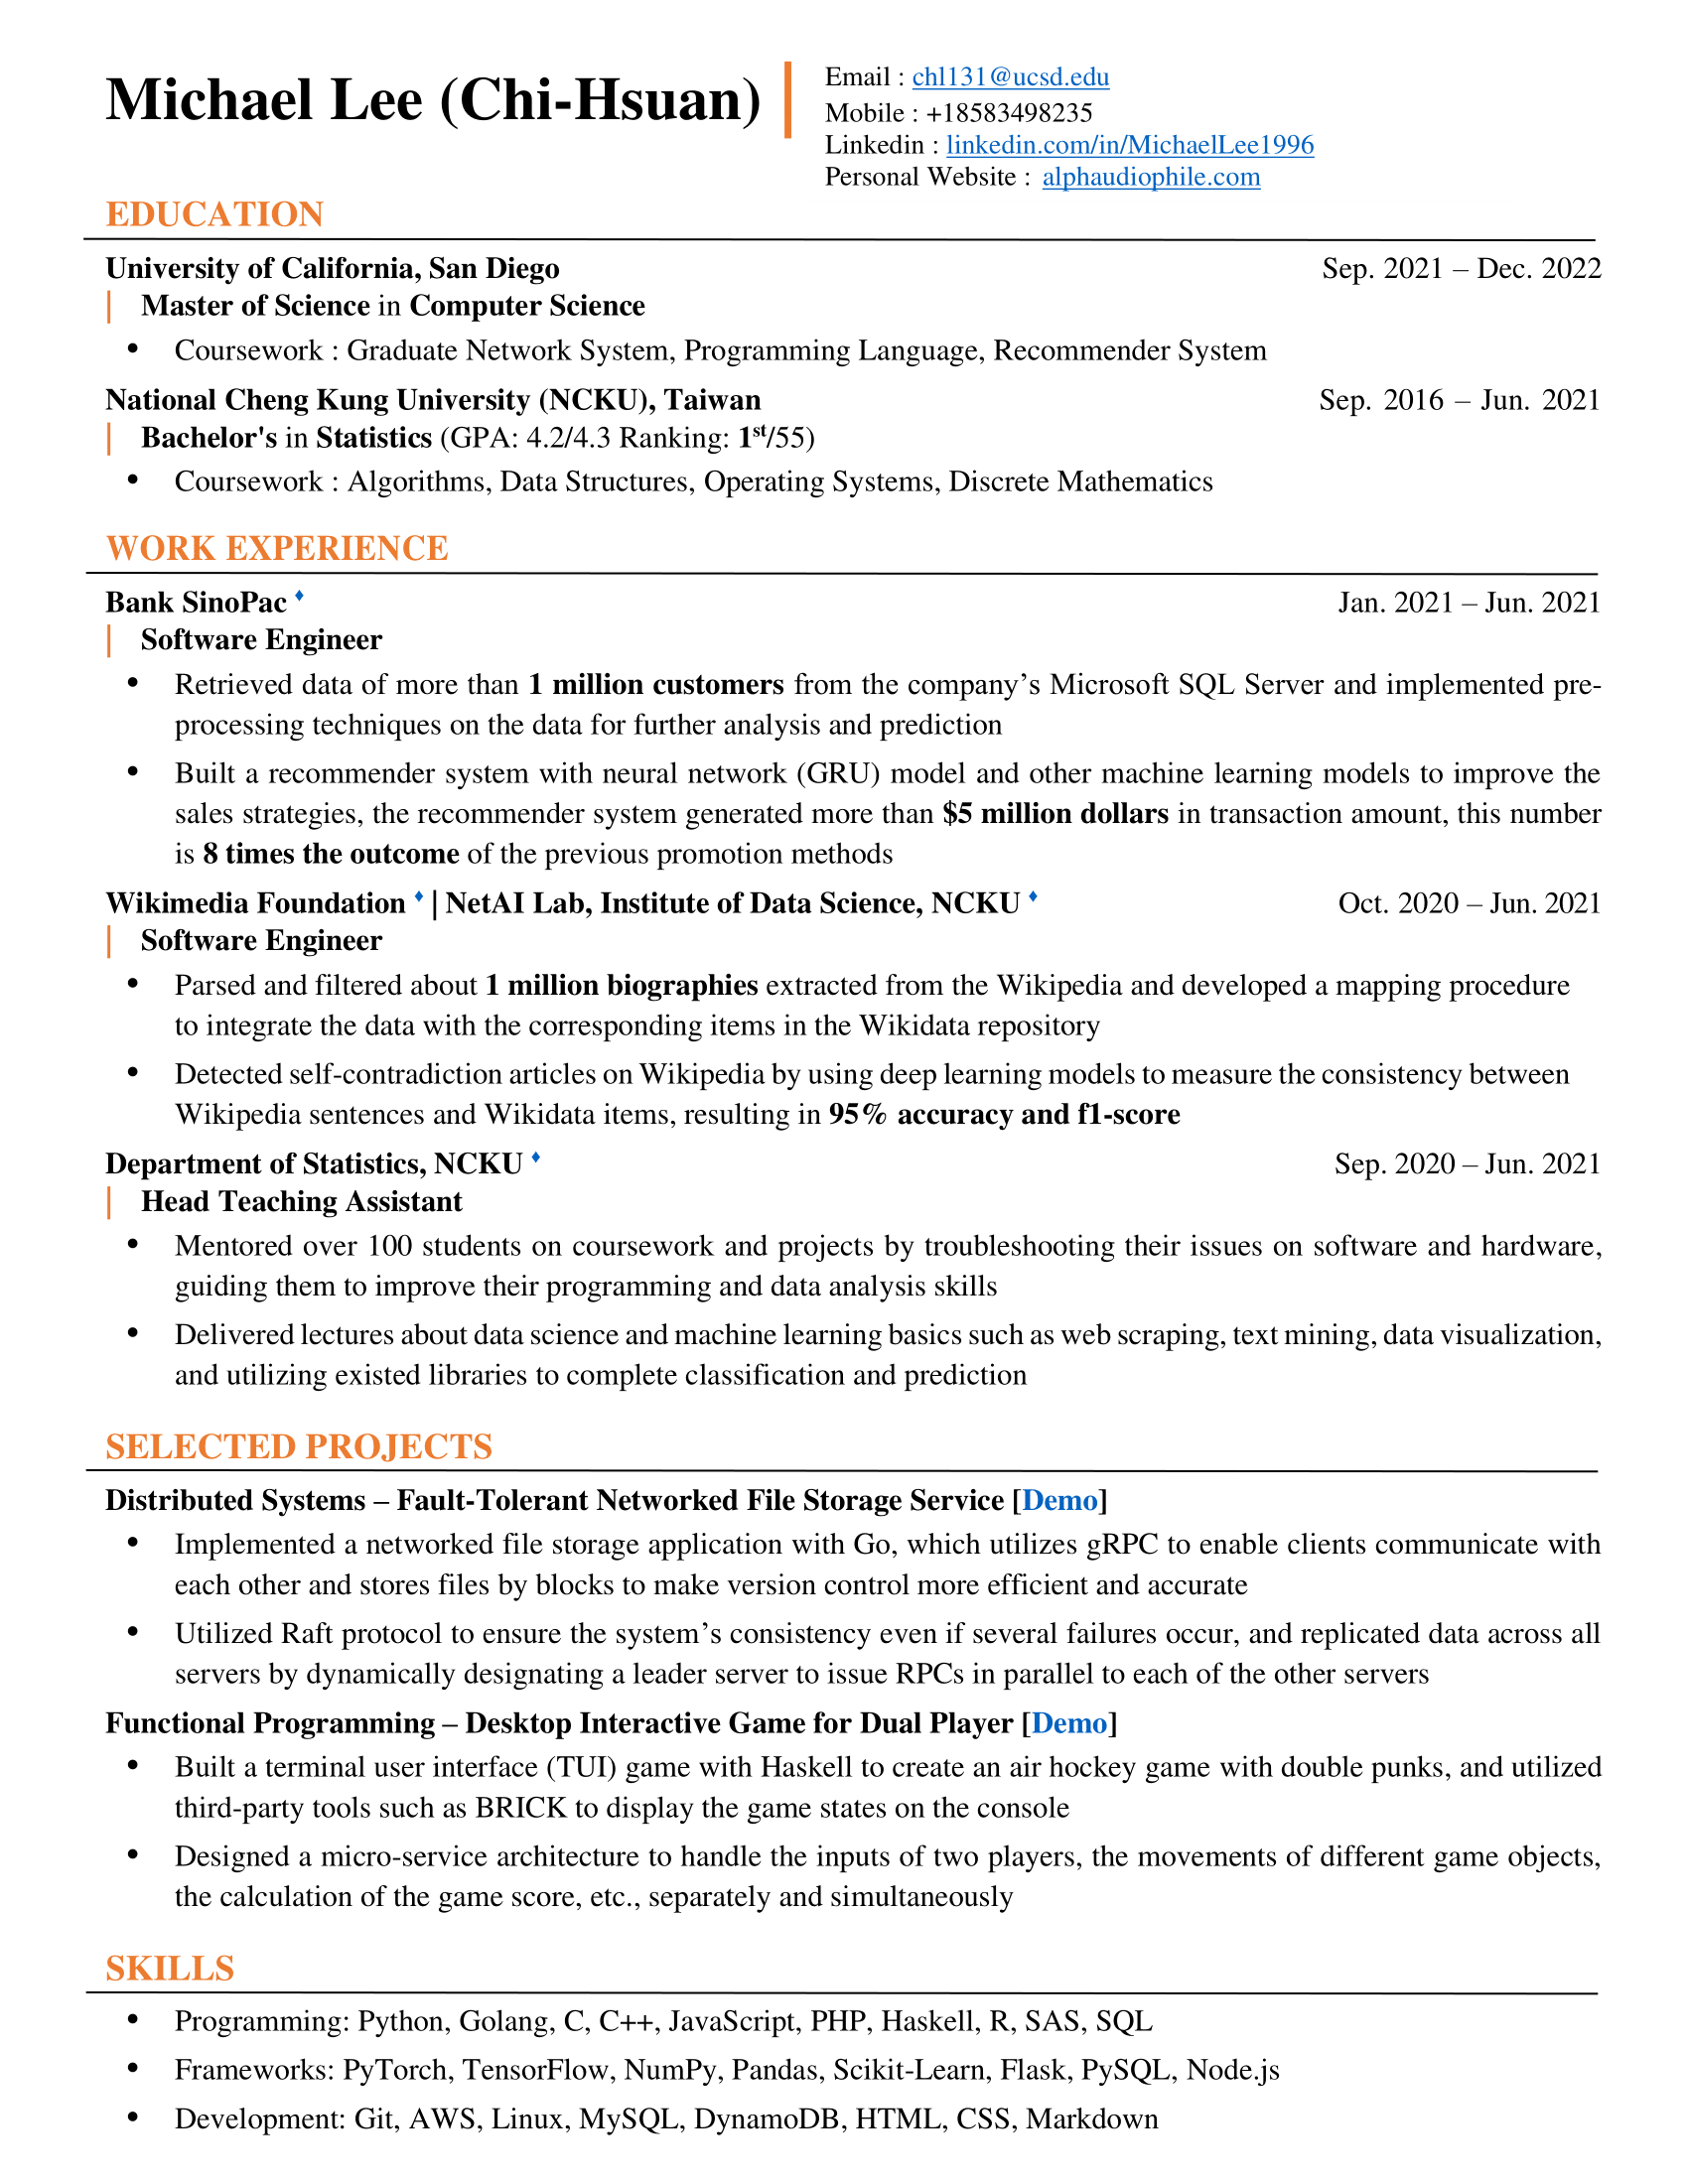 Michael Lee (Chi-Hsuan)
Email : chl131@ucsd.edu
Mobile : +18583498235
Linkedin : linkedin.com/in/MichaelLee1996
Personal Website : alphaudiophile.com
EDUCATION
University of California, San Diego Sep. 2021 – Dec. 2022
Master of Science in Computer Science
• Coursework : Graduate Network System, Programming Language, Recommender System
National Cheng Kung University (NCKU), Taiwan Sep. 2016 – Jun. 2021
Bachelor's in Statistics (GPA: 4.2/4.3 Ranking: 1st/55)
• Coursework : Algorithms, Data Structures, Operating Systems, Discrete Mathematics
WORK EXPERIENCE
Bank SinoPac ♦ Jan. 2021 – Jun. 2021
Software Engineer
• Retrieved data of more than 1 million customers from the company’s Microsoft SQL Server and implemented pre-
processing techniques on the data for further analysis and prediction
• Built a recommender system with neural network (GRU) model and other machine learning models to improve the
sales strategies, the recommender system generated more than $5 million dollars in transaction amount, this number
is 8 times the outcome of the previous promotion methods
Wikimedia Foundation ♦ | NetAI Lab, Institute of Data Science, NCKU ♦ Oct. 2020 – Jun. 2021
Software Engineer
• Parsed and filtered about 1 million biographies extracted from the Wikipedia and developed a mapping procedure
to integrate the data with the corresponding items in the Wikidata repository
• Detected self-contradiction articles on Wikipedia by using deep learning models to measure the consistency between
Wikipedia sentences and Wikidata items, resulting in 95% accuracy and f1-score
Department of Statistics, NCKU ♦ Sep. 2020 – Jun. 2021
Head Teaching Assistant
• Mentored over 100 students on coursework and projects by troubleshooting their issues on software and hardware,
guiding them to improve their programming and data analysis skills
• Delivered lectures about data science and machine learning basics such as web scraping, text mining, data visualization,
and utilizing existed libraries to complete classification and prediction
SELECTED PROJECTS
Distributed Systems – Fault-Tolerant Networked File Storage Service [Demo]
• Implemented a networked file storage application with Go, which utilizes gRPC to enable clients communicate with
each other and stores files by blocks to make version control more efficient and accurate
• Utilized Raft protocol to ensure the system’s consistency even if several failures occur, and replicated data across all
servers by dynamically designating a leader server to issue RPCs in parallel to each of the other servers
Functional Programming – Desktop Interactive Game for Dual Player [Demo]
• Built a terminal user interface (TUI) game with Haskell to create an air hockey game with double punks, and utilized
third-party tools such as BRICK to display the game states on the console
• Designed a micro-service architecture to handle the inputs of two players, the movements of different game objects,
the calculation of the game score, etc., separately and simultaneously
SKILLS
• Programming: Python, Golang, C, C++, JavaScript, PHP, Haskell, R, SAS, SQL
• Frameworks: PyTorch, TensorFlow, NumPy, Pandas, Scikit-Learn, Flask, PySQL, Node.js
• Development: Git, AWS, Linux, MySQL, DynamoDB, HTML, CSS, Markdown